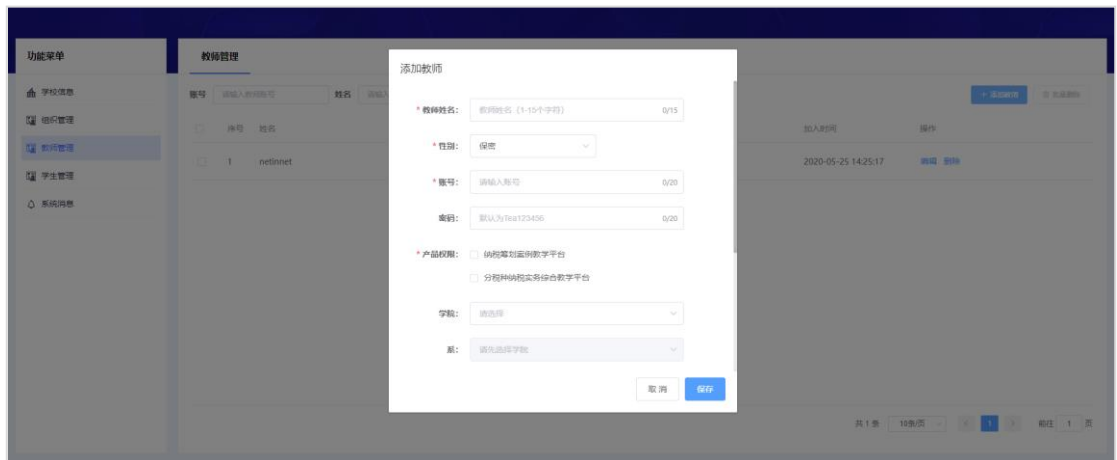 功能菜单
教师管理
添加教师
学校信息
账号 请输入教师账号 姓名 请输入
+ 添加教师 批量删除
* 教师姓名: 教师姓名(1-15个字符) 0/15
组织管理
序号 姓名 加入时间 操作
* 性别: 保密
教师管理
1 netinnet 2020-05-25 14:25:17 编辑 删除
学生管理
* 账号: 请输入账号 0/20
系统消息
密码: 默认为Tea123456 0/20
* 产品权限: 纳税筹划案例教学平台
分税种纳税实务综合教学平台
学院: 请选择
系: 请先选择学院
取 消 保存
共 1 条 10条/页 1 前往 1 页